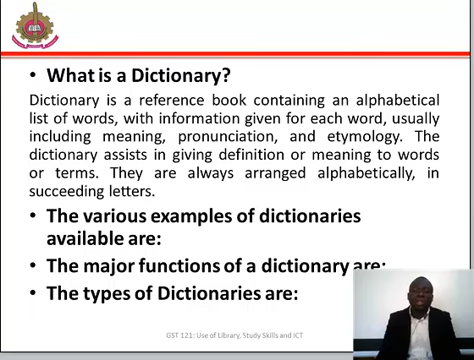 • What is a Dictionary?
Dictionary is a reference book containing an alphabetical
list of words, with information given for each word, usually
including meaning, pronunciation, and etymology. The
dictionary assists in giving definition or meaning to words
or terms. They are always arranged alphabetically, in
succeeding letters.
• The various examples of dictionaries
available are:
• The major functions of a dictionary are:
• The types of Dictionaries are:
GST 121: Use of Library, Study Skills and ICT